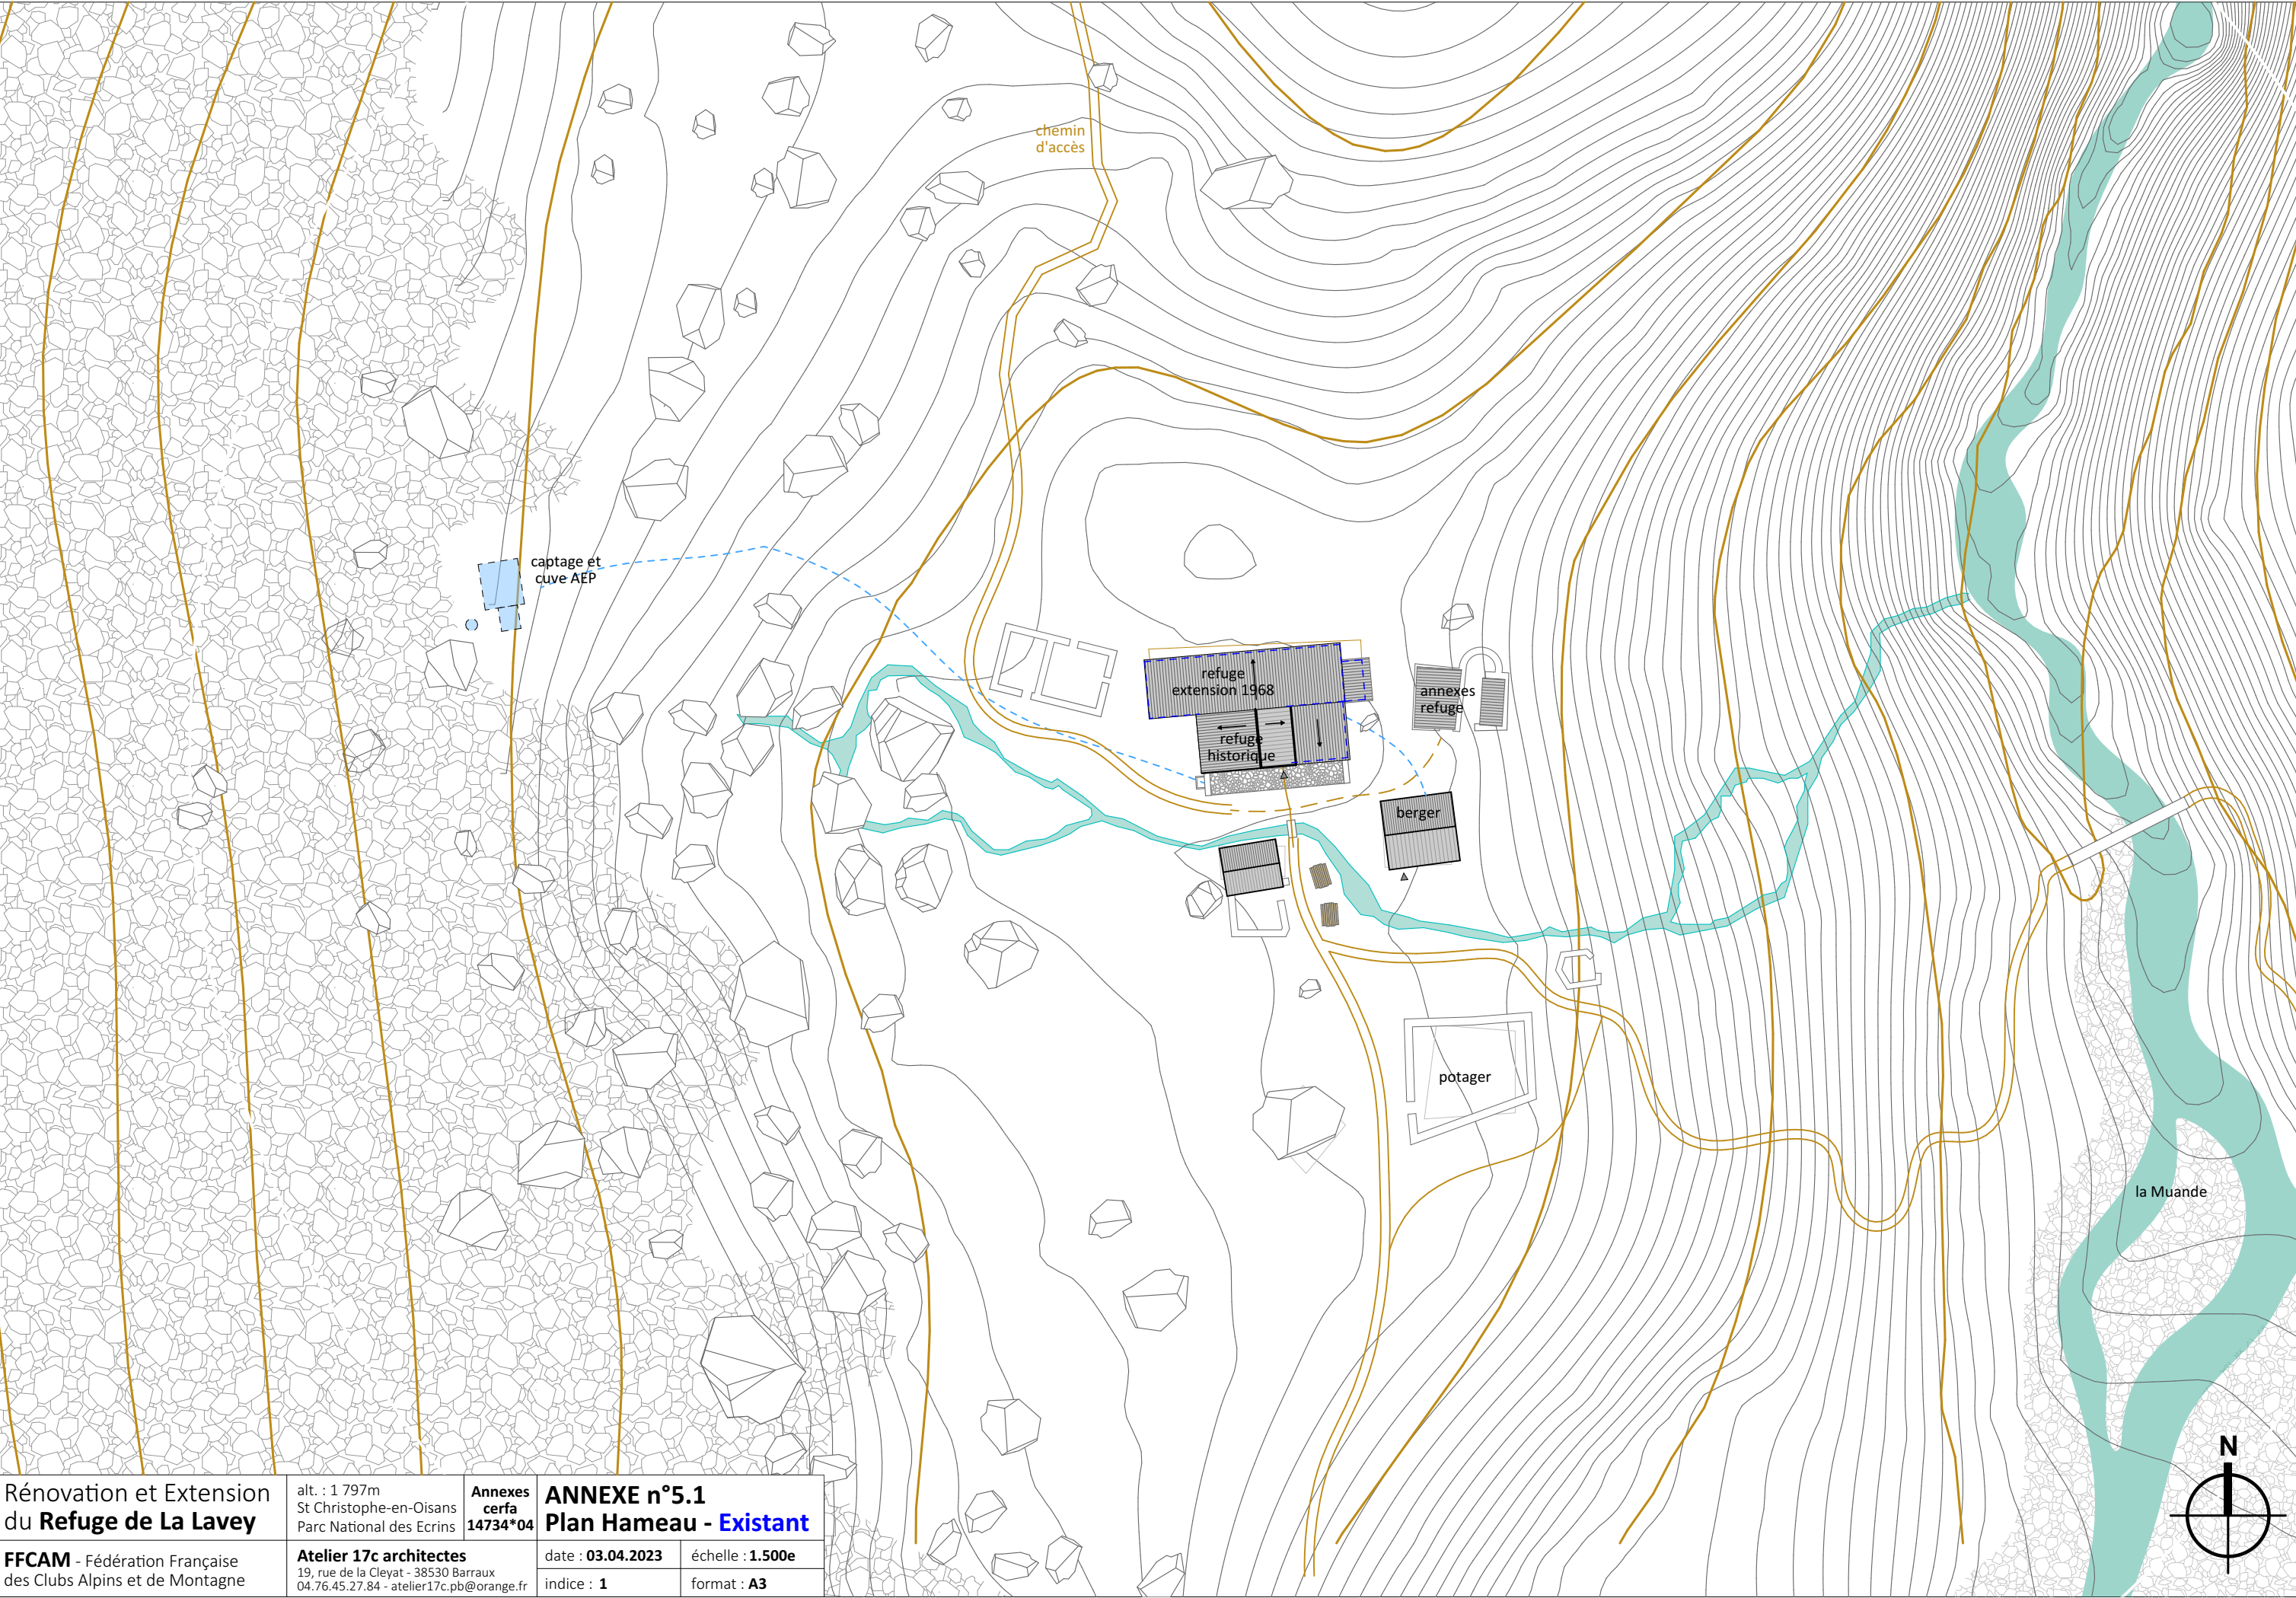 chemin
d'accès
captage et
cuve AEP
refuge
extension 1968
refuge
historique
annexes
refuge
berger
potager
la Muande
N
Rénovation et Extension
du Refuge de La Lavey
alt. : 1 797m
St Christophe-en-Oisans
Parc National des Ecrins
Annexes
cerfa
14734*04
ANNEXE n°5.1
Plan Hameau - Existant
FFCAM - Fédération Française
des Clubs Alpins et de Montagne
Atelier 17c architectes
19, rue de la Cleyat - 38530 Barraux
04.76.45.27.84 - atelier17c.pb@orange.fr
date : 03.04.2023
échelle : 1.500e
indice : 1
format : A3